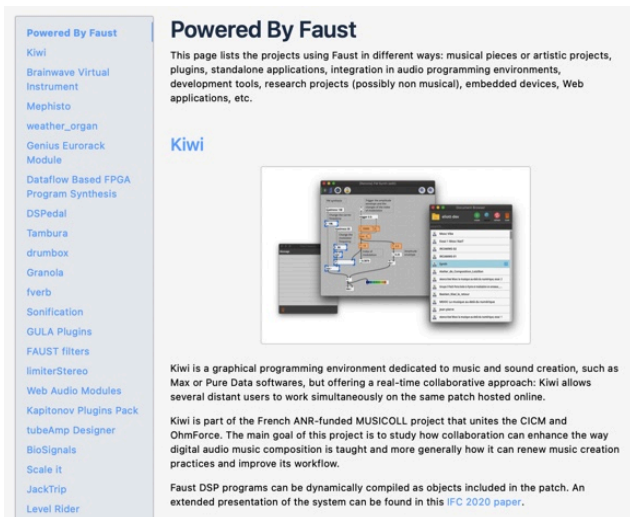 Powered By Faust
Kiwi
Brainwave Virtual
Instrument
Mephisto
weather_organ
Genius Eurorack
Module
Dataflow Based FPGA
Program Synthesis
DSPedal
Tambura
drumbox
Granola
fverb
Sonification
GULA Plugins
FAUST filters
limiterStereo
Web Audio Modules
Kapitonov Plugins Pack
tubeAmp Designer
BioSignals
Scale it
JackTrip
Level Rider
Powered By Faust
This page lists the projects using Faust in different ways: musical pieces or artistic projects,
plugins, standalone applications, integration in audio programming environments,
development tools, research projects (possibly non musical), embedded devices, Web
applications, etc.
Kiwi
Kiwi is a graphical programming environment dedicated to music and sound creation, such as
Max or Pure Data softwares, but offering a real-time collaborative approach: Kiwi allows
several distant users to work simultaneously on the same patch hosted online.
Kiwi is part of the French ANR-funded MUSICOLL project that unites the CICM and
OhmForce. The main goal of this project is to study how collaboration can enhance the way
digital audio music composition is taught and more generally how it can renew music creation
practices and improve its workflow.
Faust DSP programs can be dynamically compiled as objects included in the patch. An
extended presentation of the system can be found in this IFC 2020 paper.